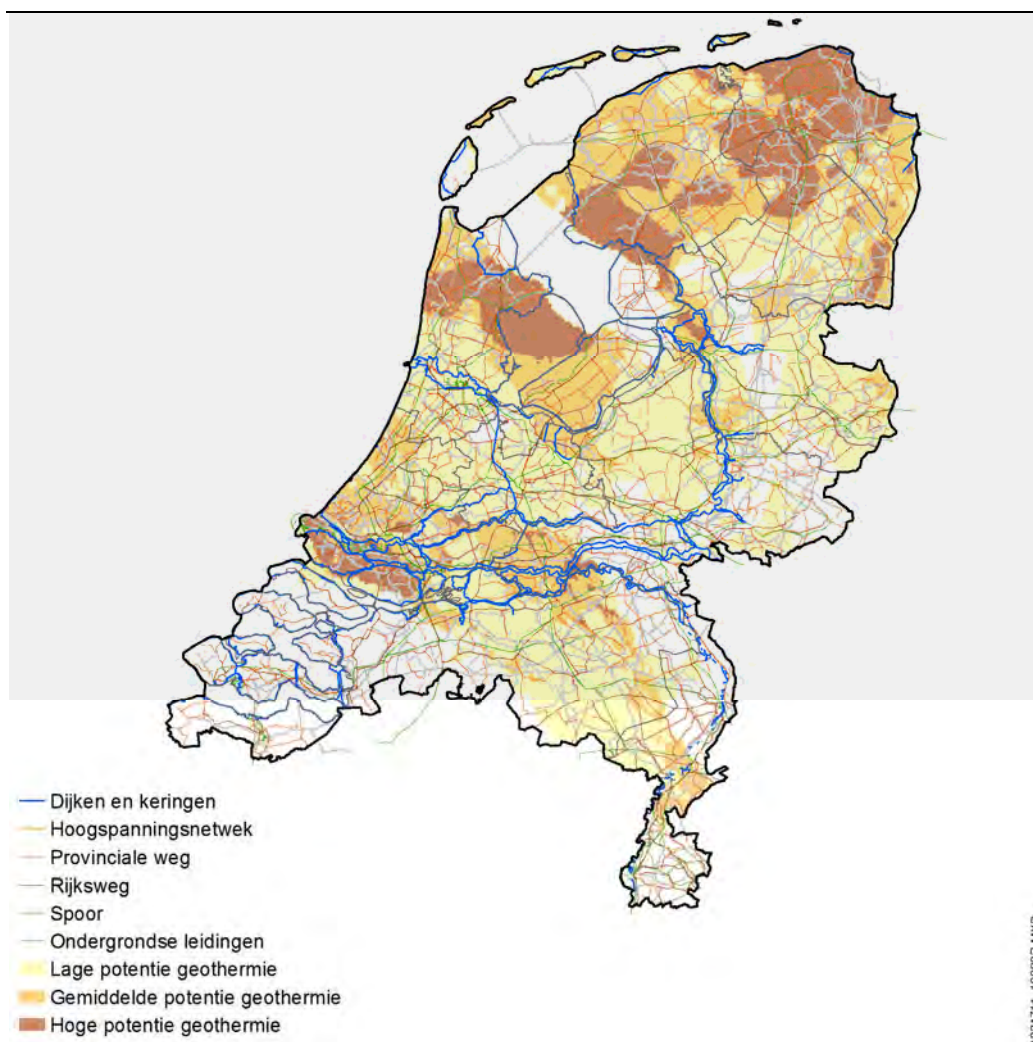 Dijken en keringen
Hoogspanningsnetwek
Provinciale weg
Rijksweg
Spoor
Ondergrondse leidingen
Lage potentie geothermie
Gemiddelde potentie geothermie
Hoge potentie geothermie